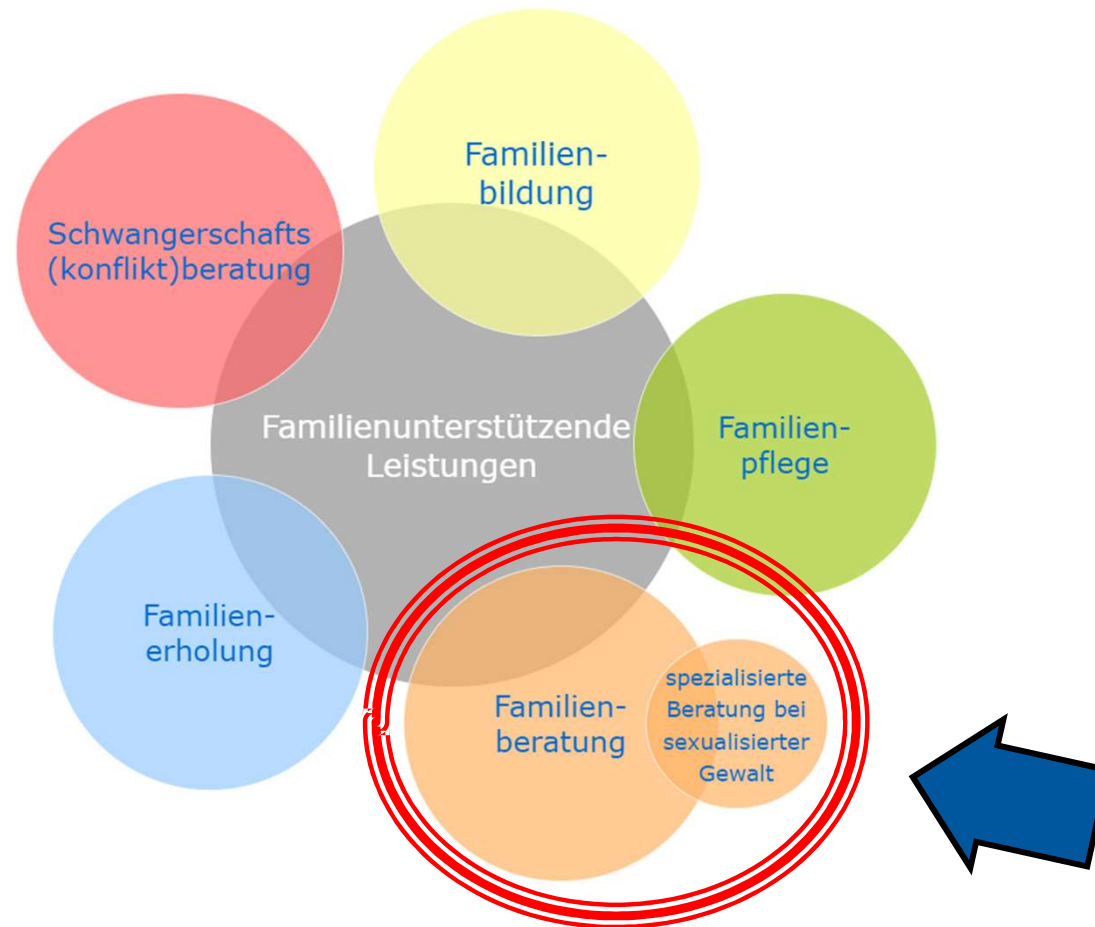 Familien-
bildung
Schwangerschafts
(konflikt)beratung
Familienunterstützende
Leistungen
Familien-
pflege
Familien-
erholung
Familien-
beratung
spezialisierte
Beratung bei
sexualisierter
Gewalt